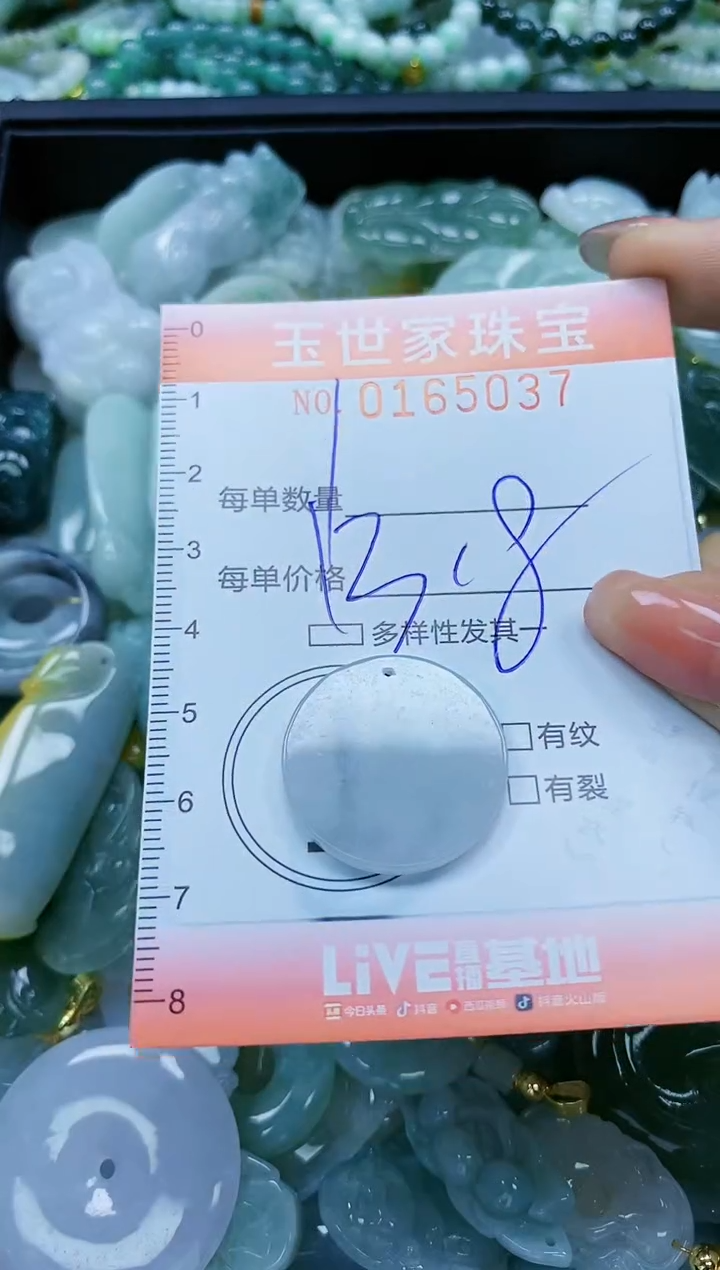 玉世家珠宝
NO. 0165037
每单数量
每单价格
多样性发其一
有纹
有裂
LiVE直播基地
今日头条 抖音 西瓜视频 抖音火山版
0
1
2
3
4
5
6
7
8